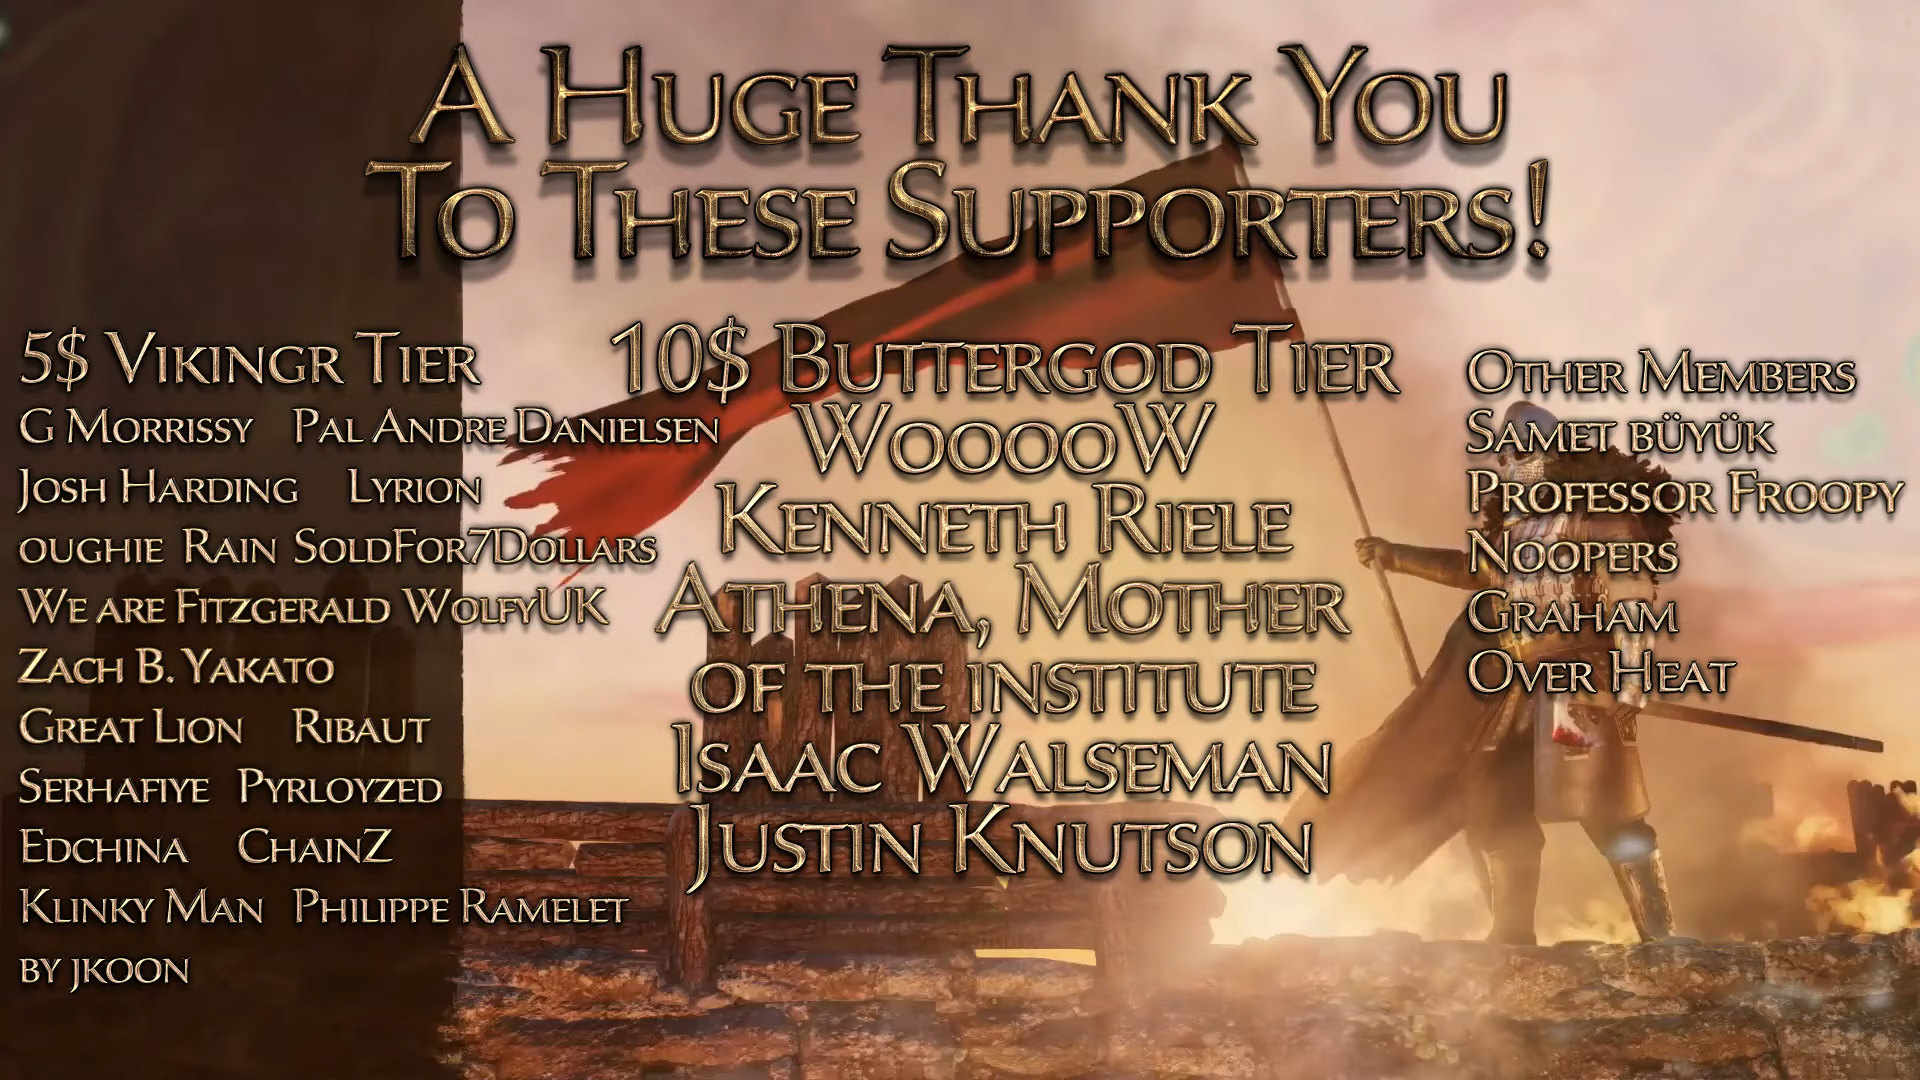 A Huge Thank You
To These Supporters!
5$ Vikingr Tier
G Morrissy Pal Andre Danielsen
Josh Harding Lyrion
oughie Rain SoldFor7Dollars
We are Fitzgerald WolfyUK
Zach B. Yakato
Great Lion Ribaut
Serhafiye Pyrloyzed
Edchina ChainZ
Klinky Man Philippe Ramelet
by jkoon
10$ Buttergod Tier
WooooW
Kenneth Riele
Athena, Mother
of the institute
Isaac Walseman
Justin Knutson
Other Members
Samet büyük
Professor Froopy
Noopers
Graham
Over Heat